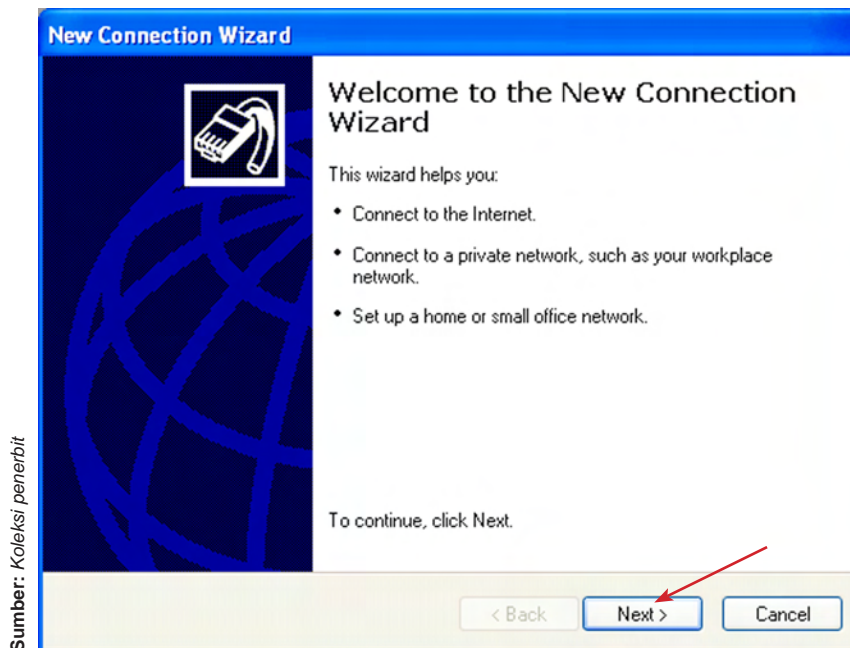 New Connection Wizard
Welcome to the New Connection
Wizard
This wizard helps you:
• Connect to the Internet.
• Connect to a private network, such as your workplace
network.
• Set up a home or small office network.
To continue, click Next.
< Back
Next >
Cancel
Sumber: Koleksi penerbit